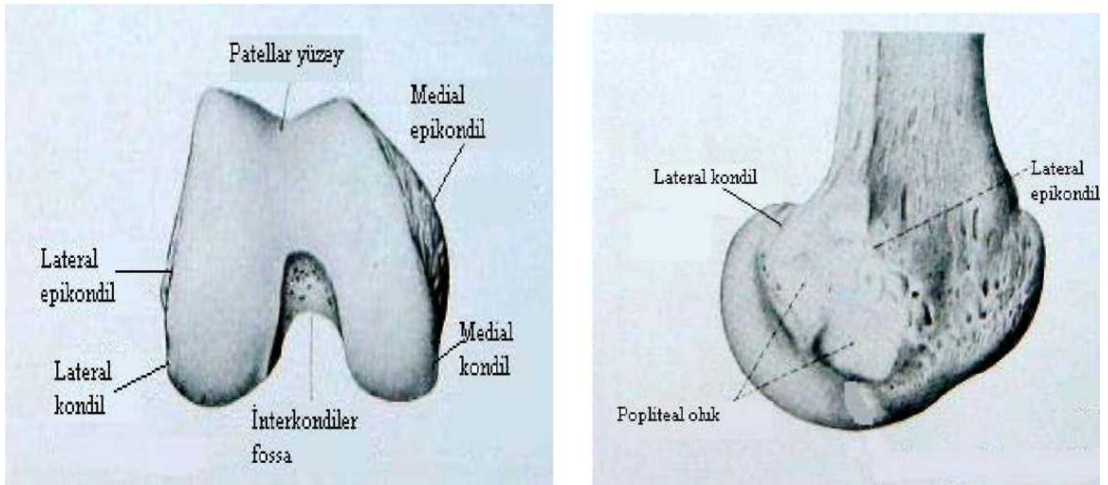 Patellar yüzey
Medial
epikondil
Lateral
epikondil
Lateral
kondil
İnterkondiler
fossa
Medial
kondil
Lateral kondil
Lateral
epikondil
Popliteal oluk